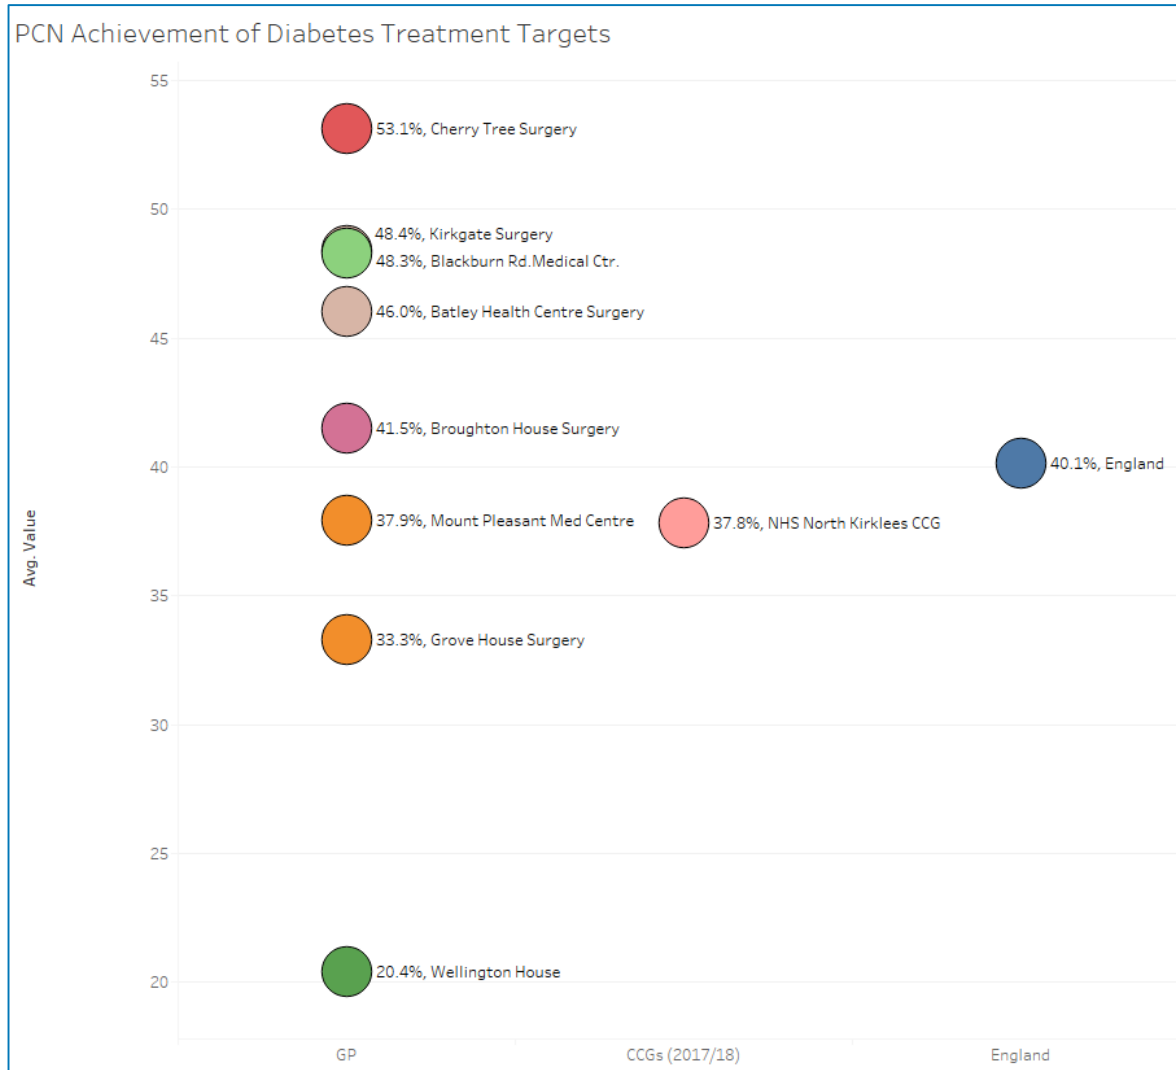 PCN Achievement of Diabetes Treatment Targets
55
53.1%, Cherry Tree Surgery
50
48.4%, Kirkgate Surgery
48.3%, Blackburn Rd.Medical Ctr.
46.0%, Batley Health Centre Surgery
45
41.5%, Broughton House Surgery
40
40.1%, England
37.9%, Mount Pleasant Med Centre
37.8%, NHS North Kirklees CCG
Avg. Value
35
33.3%, Grove House Surgery
30
25
20.4%, Wellington House
20
GP
CCGs (2017/18)
England